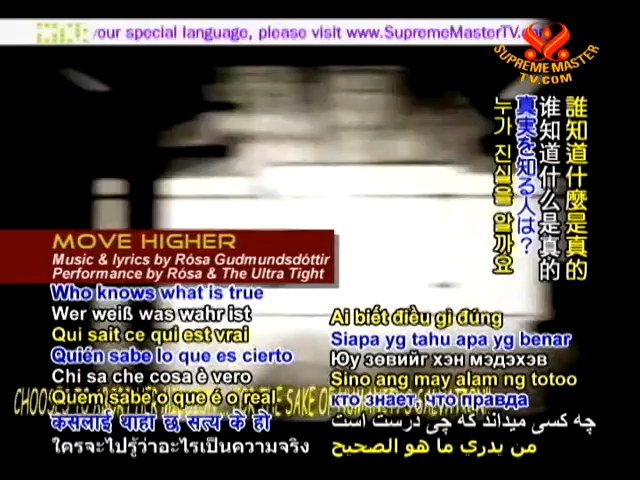 your special language, please visit www.SupremeMasterTV.com
SUPREME MASTER
TV.COM
誰知道什麼是真的
谁知道什么是真的
真実を知る人は?
누가 진실을 알까요
MOVE HIGHER
Music & lyrics by Rósa Gudmundsdóttir
Performance by Rósa & The Ultra Tight
Who knows what is true
Wer weiß was wahr ist
Qui sait ce qui est vrai
Quién sabe lo que es cierto
Chi sa che cosa è vero
Quem sabe o que é o real
कसलाई थाहा छ सत्य के हो
ใครจะไปรู้ว่าอะไรเป็นความจริง
Ai biết điều gì đúng
Siapa yg tahu apa yg benar
Юу зөвийг хэн мэдэхэв
Sino ang may alam ng totoo
кто знает, что правда
چه کسی میداند که چی درست است
من يدري ما هو الصحيح
CHOOSES TO THE SAKE OF